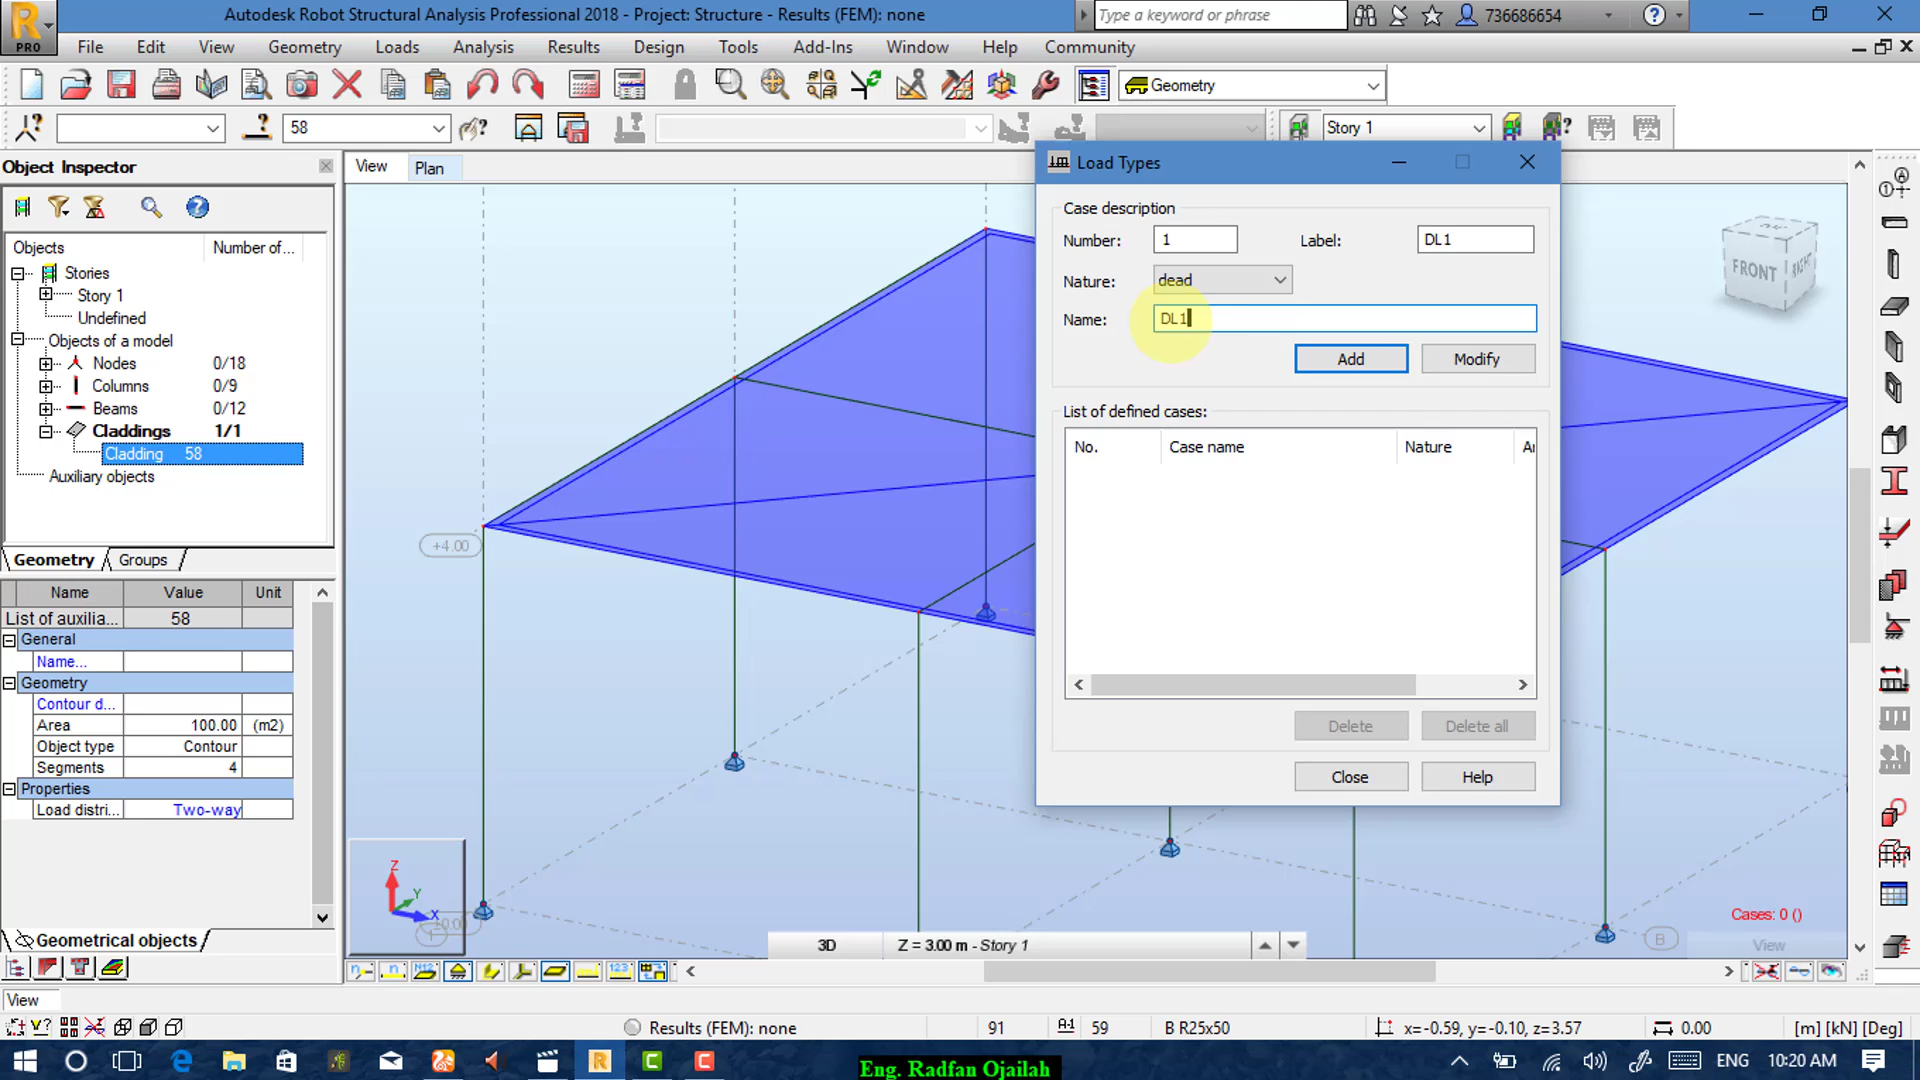 Autodesk Robot Structural Analysis Professional 2018 - Project: Structure - Results (FEM): none
Type a keyword or phrase
736686654
PRO
File Edit View Geometry Loads Analysis Results Design Tools Add-Ins Window Help Community
Geometry
58
Story 1
Object Inspector
View
Plan
Objects
Number of...
Stories
Story 1
Undefined
Objects of a model
Nodes 0/18
Columns 0/9
Beams 0/12
Claddings 1/1
Cladding 58
Auxiliary objects
Geometry
Groups
Name Value Unit
List of auxilia... 58
General
Name...
Geometry
Contour d...
Area 100.00 (m2)
Object type Contour
Segments 4
Properties
Load distri... Two-way
Geometrical objects
+4.00
FRONT
RIGHT
Load Types
Case description
Number: 1
Label: DL1
Nature: dead
Name: DL1
Add
Modify
List of defined cases:
No. Case name Nature
Delete
Delete all
Close
Help
Z
Y
X
B
Cases: 0 ()
View
3D
Z = 3.00 m - Story 1
View
Results (FEM): none
91
59
B R25x50
x=-0.59, y=-0.10, z=3.57
0.00
[m] [kN] [Deg]
Eng. Radfan Ojailah
ENG
10:20 AM